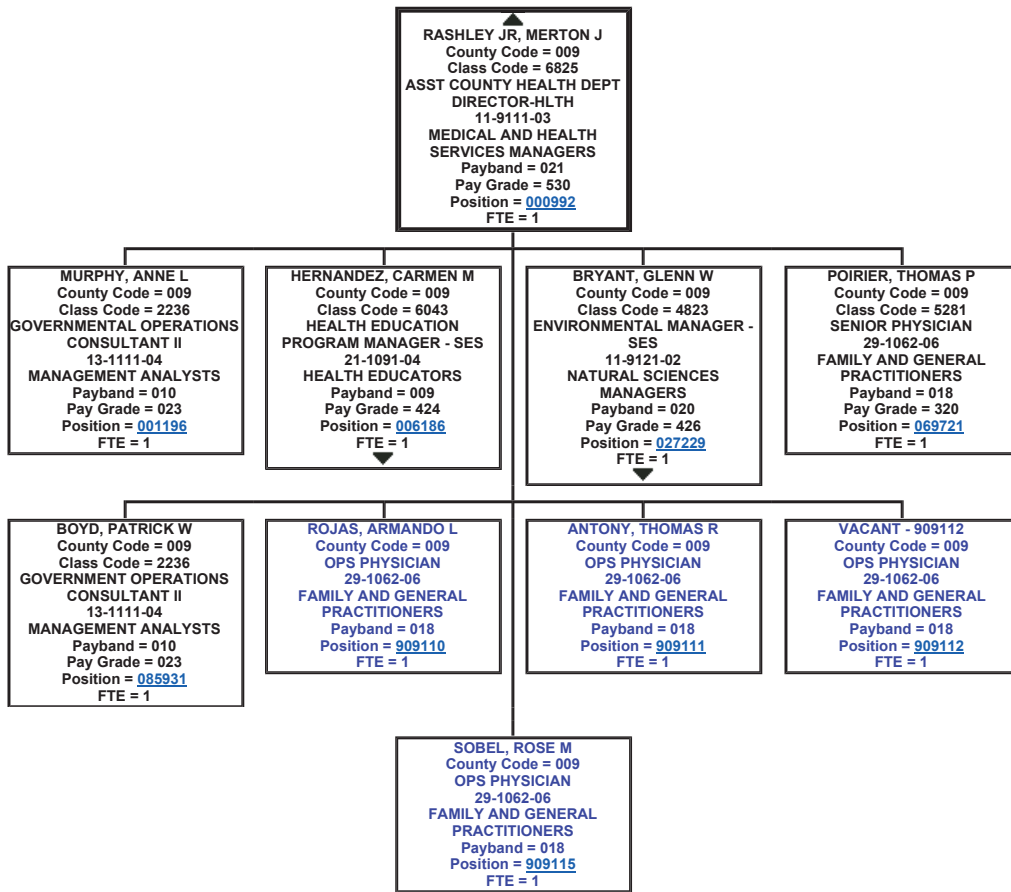 RASHLEY JR, MERTON J
County Code = 009
Class Code = 6825
ASST COUNTY HEALTH DEPT
DIRECTOR-HLTH
11-9111-03
MEDICAL AND HEALTH
SERVICES MANAGERS
Payband = 021
Pay Grade = 530
Position = 000992
FTE = 1
MURPHY, ANNE L
County Code = 009
Class Code = 2236
GOVERNMENTAL OPERATIONS
CONSULTANT II
13-1111-04
MANAGEMENT ANALYSTS
Payband = 010
Pay Grade = 023
Position = 001196
FTE = 1
HERNANDEZ, CARMEN M
County Code = 009
Class Code = 6043
HEALTH EDUCATION
PROGRAM MANAGER - SES
21-1091-04
HEALTH EDUCATORS
Payband = 009
Pay Grade = 424
Position = 006186
FTE = 1
BRYANT, GLENN W
County Code = 009
Class Code = 4823
ENVIRONMENTAL MANAGER -
SES
11-9121-02
NATURAL SCIENCES
MANAGERS
Payband = 020
Pay Grade = 426
Position = 027229
FTE = 1
POIRIER, THOMAS P
County Code = 009
Class Code = 5281
SENIOR PHYSICIAN
29-1062-06
FAMILY AND GENERAL
PRACTITIONERS
Payband = 018
Pay Grade = 320
Position = 069721
FTE = 1
BOYD, PATRICK W
County Code = 009
Class Code = 2236
GOVERNMENT OPERATIONS
CONSULTANT II
13-1111-04
MANAGEMENT ANALYSTS
Payband = 010
Pay Grade = 023
Position = 085931
FTE = 1
ROJAS, ARMANDO L
County Code = 009
OPS PHYSICIAN
29-1062-06
FAMILY AND GENERAL
PRACTITIONERS
Payband = 018
Position = 909110
FTE = 1
ANTONY, THOMAS R
County Code = 009
OPS PHYSICIAN
29-1062-06
FAMILY AND GENERAL
PRACTITIONERS
Payband = 018
Position = 909111
FTE = 1
VACANT - 909112
County Code = 009
OPS PHYSICIAN
29-1062-06
FAMILY AND GENERAL
PRACTITIONERS
Payband = 018
Position = 909112
FTE = 1
SOBEL, ROSE M
County Code = 009
OPS PHYSICIAN
29-1062-06
FAMILY AND GENERAL
PRACTITIONERS
Payband = 018
Position = 909115
FTE = 1